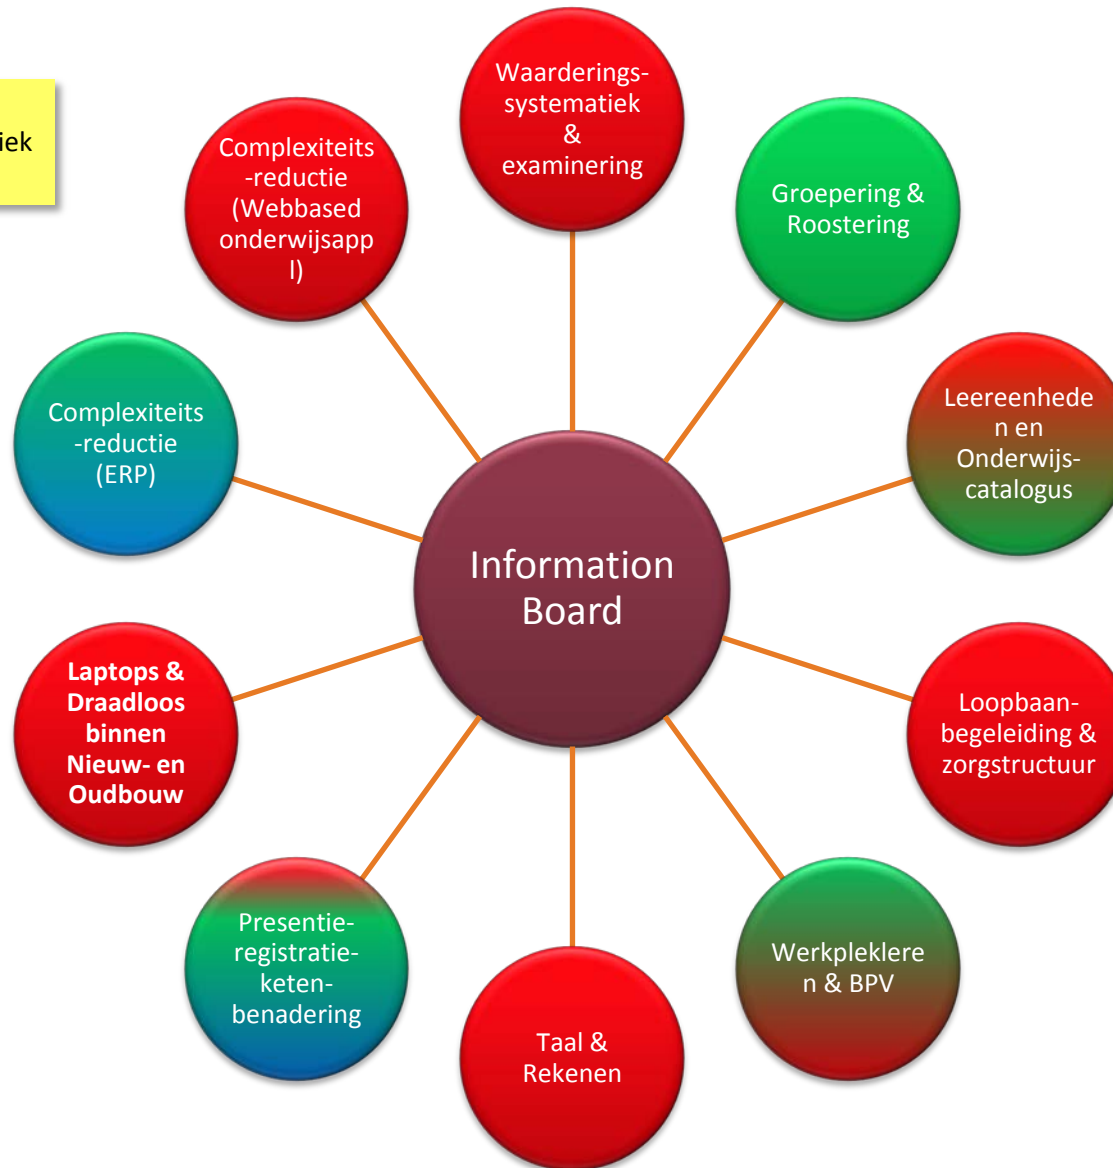 iek
Waarderings-
systematiek
&
examinering
Groepering &
Roostering
Leereenhede
n en
Onderwijs-
catalogus
Loopbaan-
begeleiding &
zorgstructuur
Werkpleklere
n & BPV
Taal &
Rekenen
Presentie-
registratie-
keten-
benadering
Laptops &
Draadloos
binnen
Nieuw- en
Oudbouw
Complexiteits
-reductie
(ERP)
Complexiteits
-reductie
(Webbased
onderwijsapp
l)
Information
Board